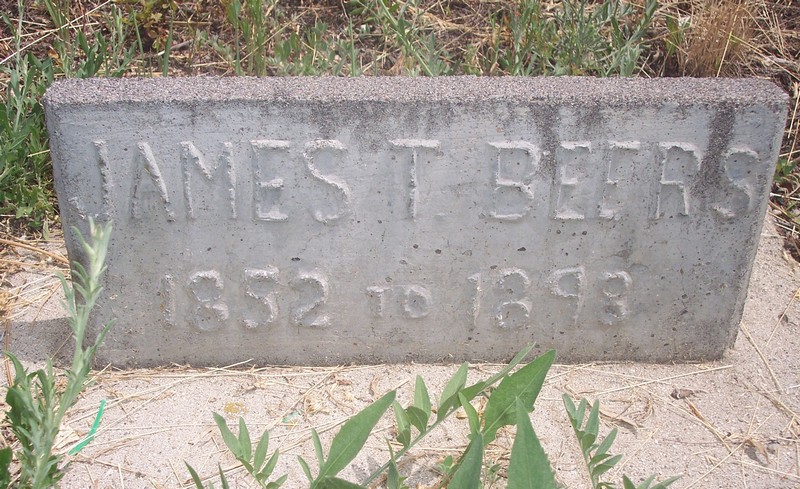 JAMES T. BEERS
1852 TO 1898